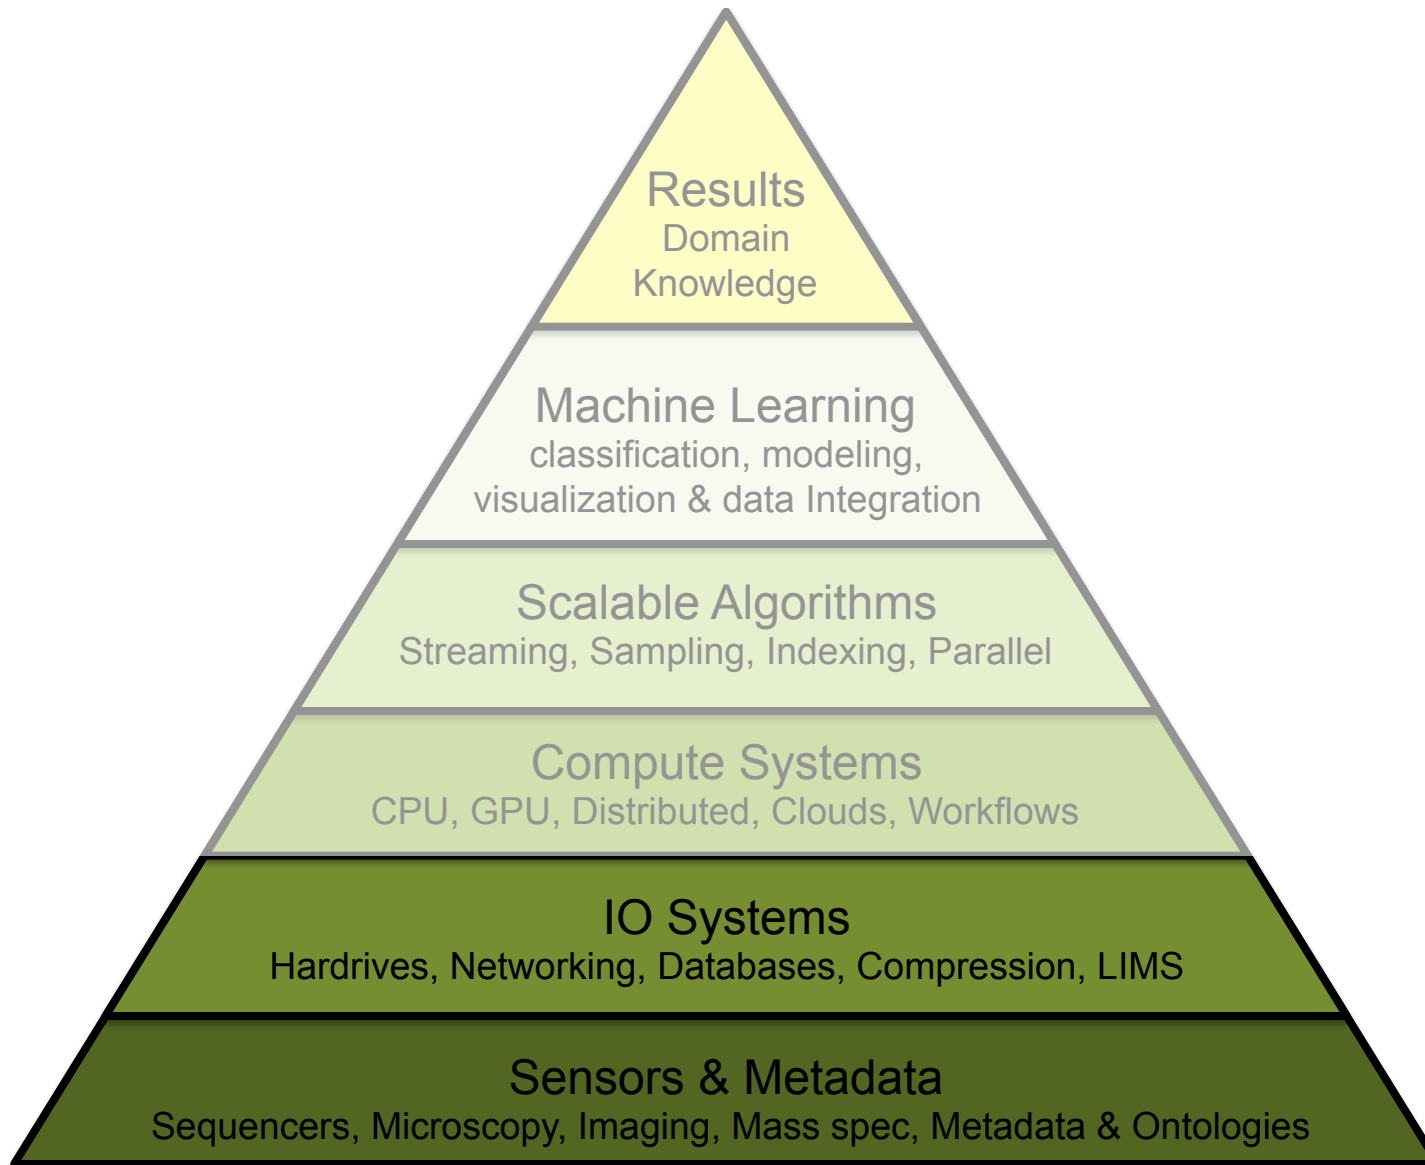 Results
Domain
Knowledge
Machine Learning
classification, modeling,
visualization & data Integration
Scalable Algorithms
Streaming, Sampling, Indexing, Parallel
Compute Systems
CPU, GPU, Distributed, Clouds, Workflows
IO Systems
Hardrives, Networking, Databases, Compression, LIMS
Sensors & Metadata
Sequencers, Microscopy, Imaging, Mass spec, Metadata & Ontologies